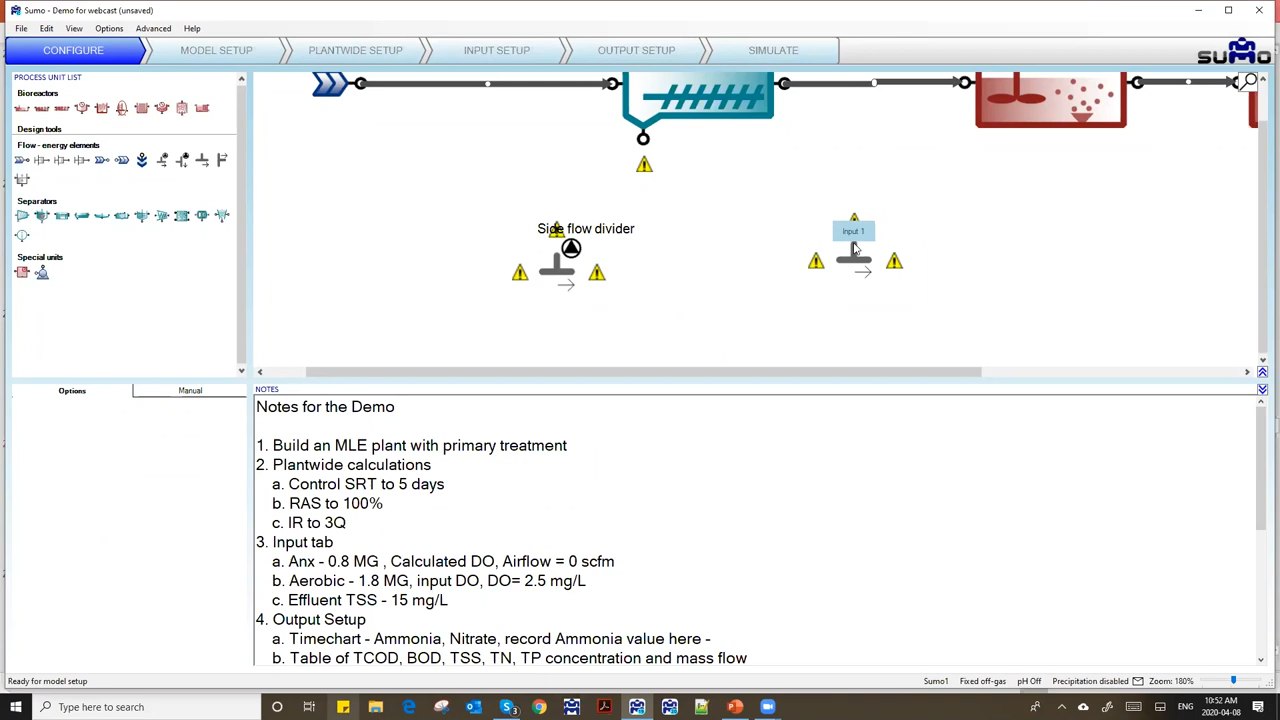 Sumo - Demo for webcast (unsaved)
File Edit View Options Advanced Help
CONFIGURE MODEL SETUP PLANTWIDE SETUP INPUT SETUP OUTPUT SETUP SIMULATE
sumo
PROCESS UNIT LIST
Bioreactors
Design tools
Flow - energy elements
Separators
Special units
Side flow divider
Input 1
Options Manual
NOTES
Notes for the Demo
1. Build an MLE plant with primary treatment
2. Plantwide calculations
a. Control SRT to 5 days
b. RAS to 100%
c. IR to 3Q
3. Input tab
a. Anx - 0.8 MG , Calculated DO, Airflow = 0 scfm
b. Aerobic - 1.8 MG, input DO, DO= 2.5 mg/L
c. Effluent TSS - 15 mg/L
4. Output Setup
a. Timechart - Ammonia, Nitrate, record Ammonia value here -
b. Table of TCOD, BOD, TSS, TN, TP concentration and mass flow
Ready for model setup
Sumo1 Fixed off-gas pH Off Precipitation disabled Zoom: 180%
Type here to search
ENG
10:52 AM
2020-04-08